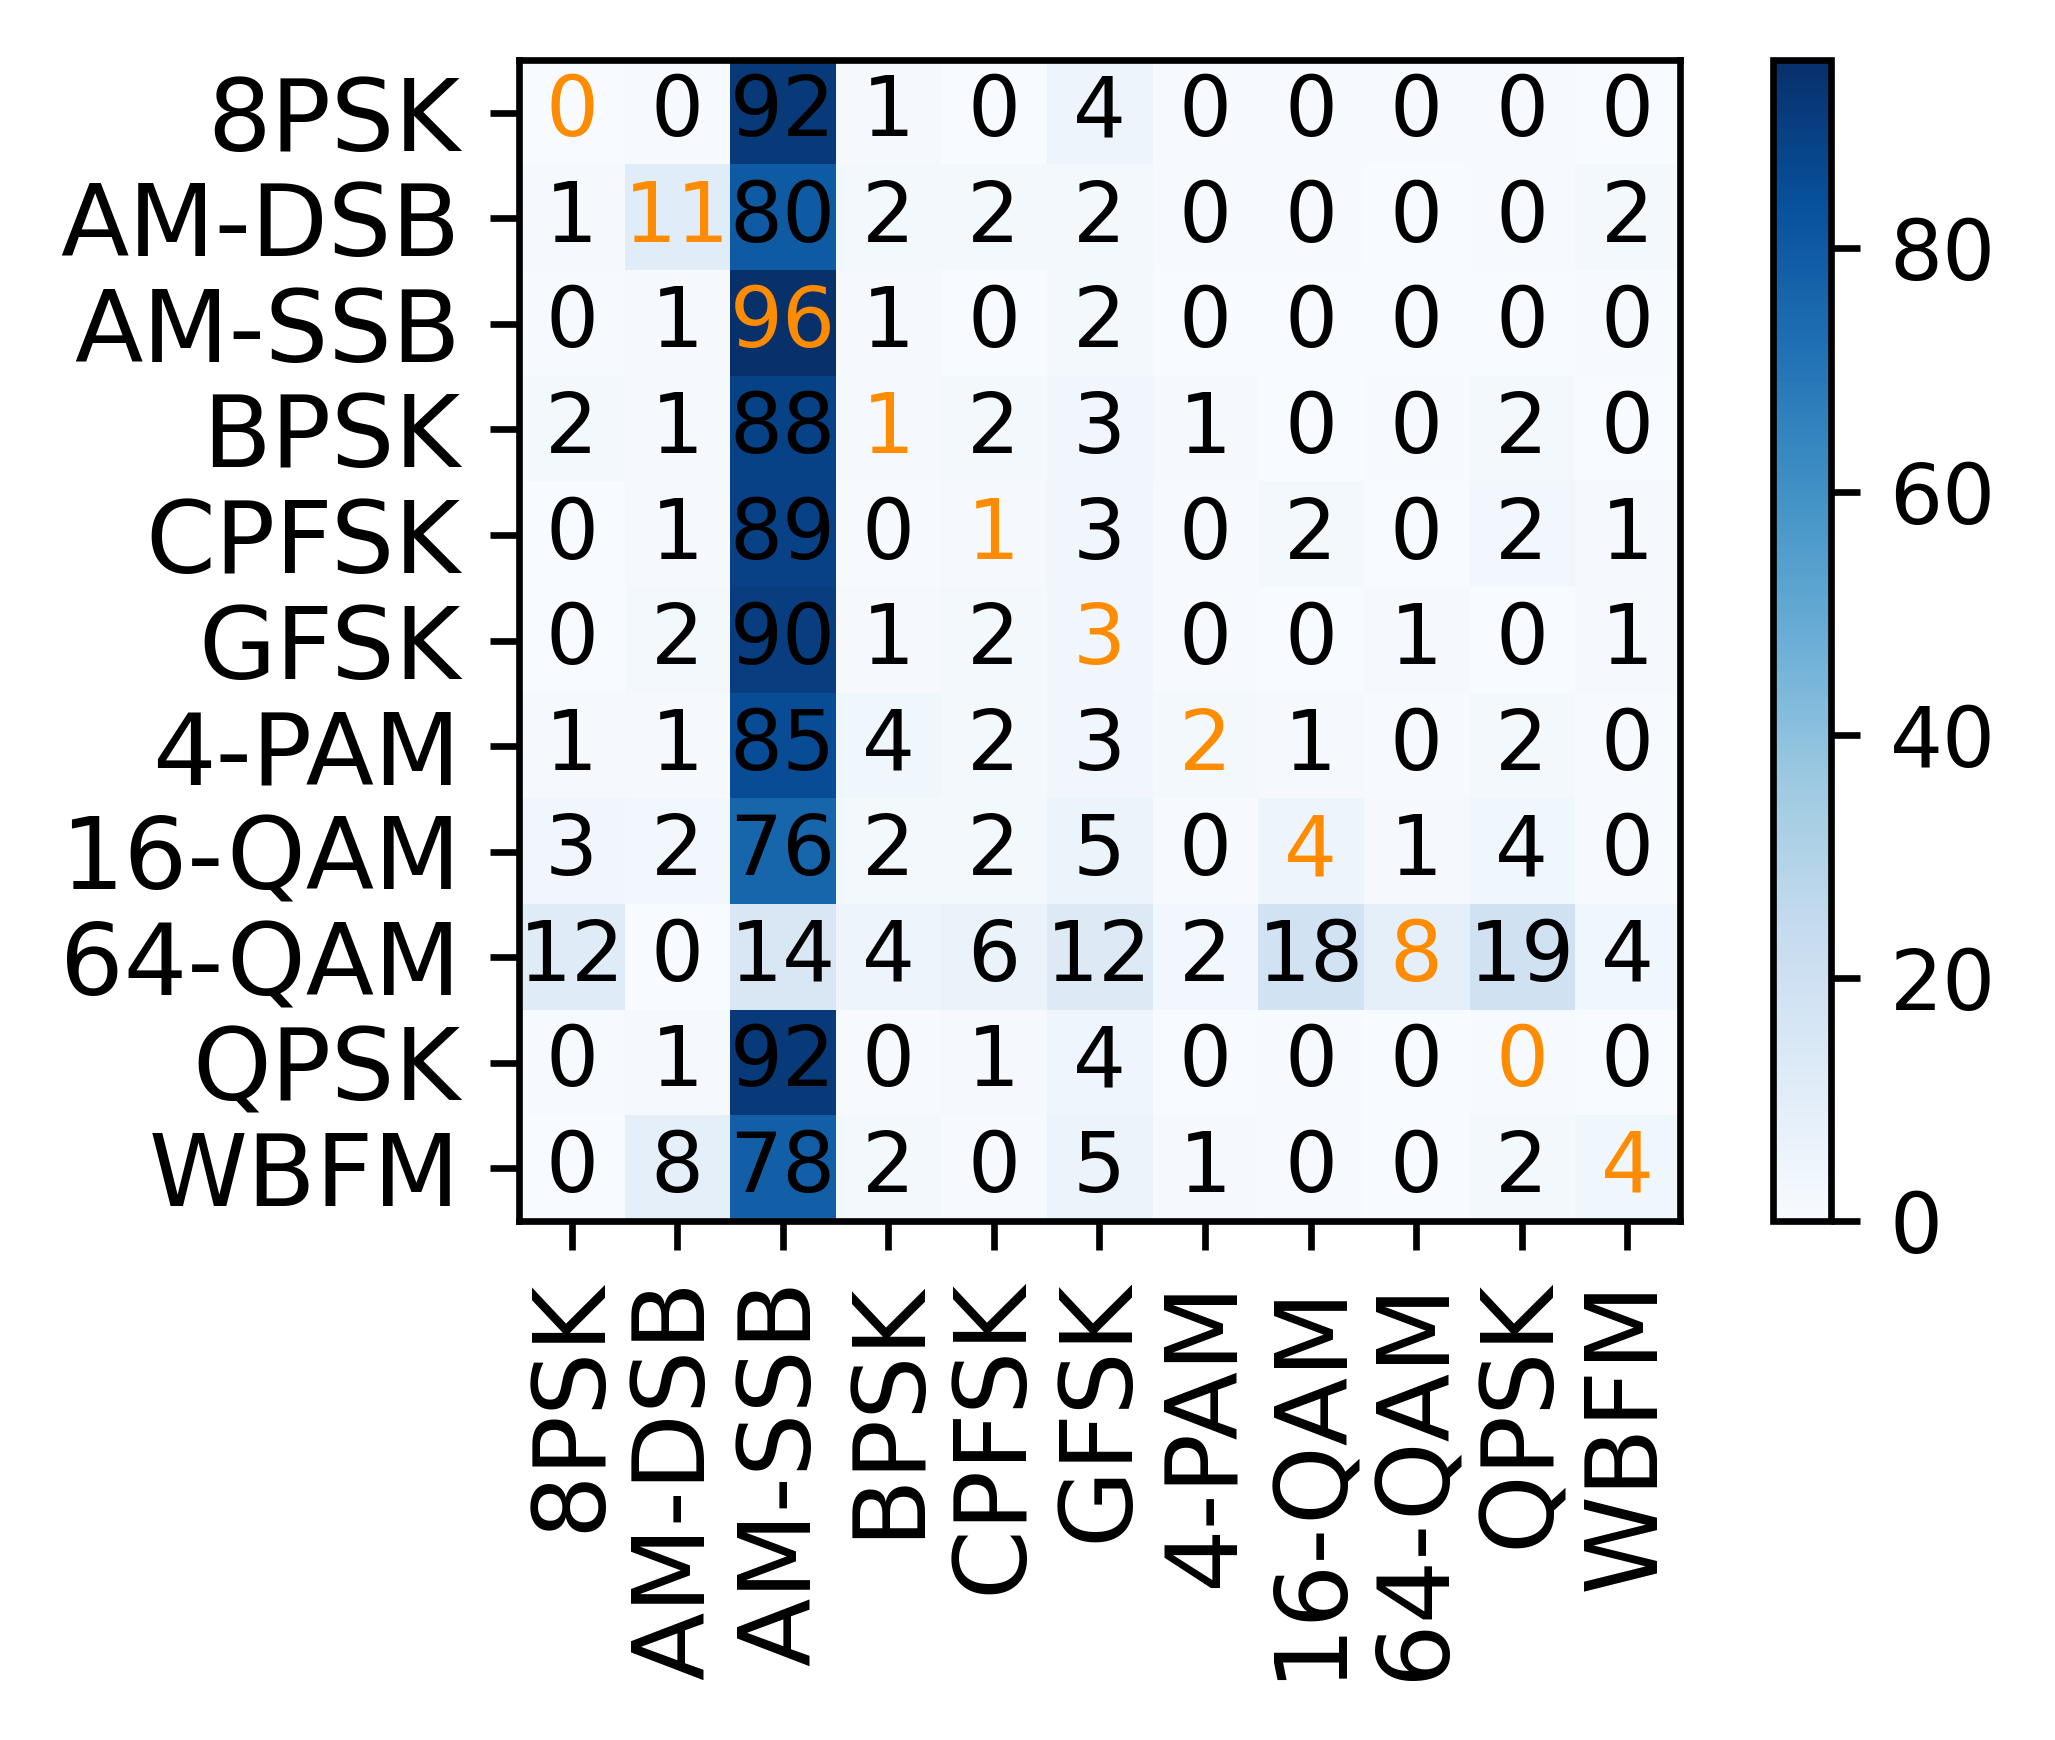 8PSK 0 0 92 1 0 4 0 0 0 0 0
AM-DSB 1 11 80 2 2 2 0 0 0 0 2
80
AM-SSB 0 1 96 1 0 2 0 0 0 0 0
BPSK 2 1 88 1 2 3 1 0 0 2 0
60
CPFSK 0 1 89 0 1 3 0 2 0 2 1
GFSK 0 2 90 1 2 3 0 0 1 0 1
4-PAM 1 1 85 4 2 3 2 1 0 2 0
40
16-QAM 3 2 76 2 2 5 0 4 1 4 0
64-QAM 12 0 14 4 6 12 2 18 8 19 4
20
QPSK 0 1 92 0 1 4 0 0 0 0 0
WBFM 0 8 78 2 0 5 1 0 0 2 4
0
8PSK
AM-DSB
AM-SSB
BPSK
CPFSK
GFSK
4-PAM
16-QAM
64-QAM
QPSK
WBFM